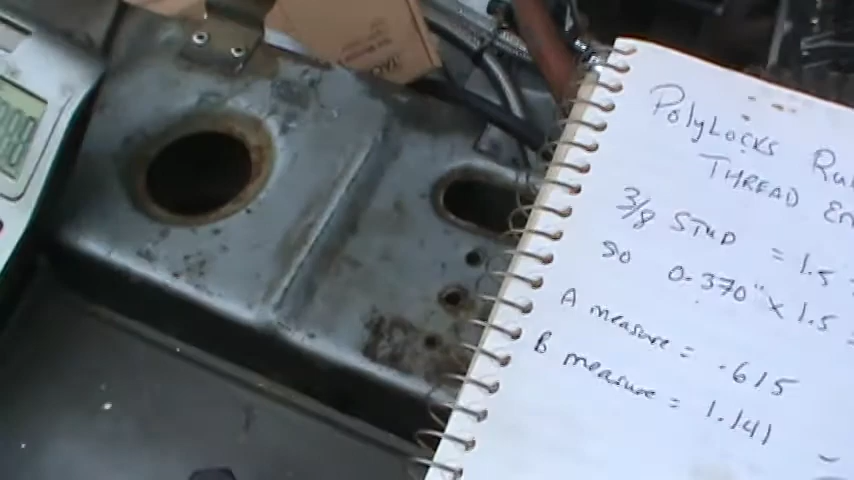 PolyLocks
THREAD
3/8 STUD = 1.5
SO 0.370" x 1.5
A measure = .615
B measure = 1.141